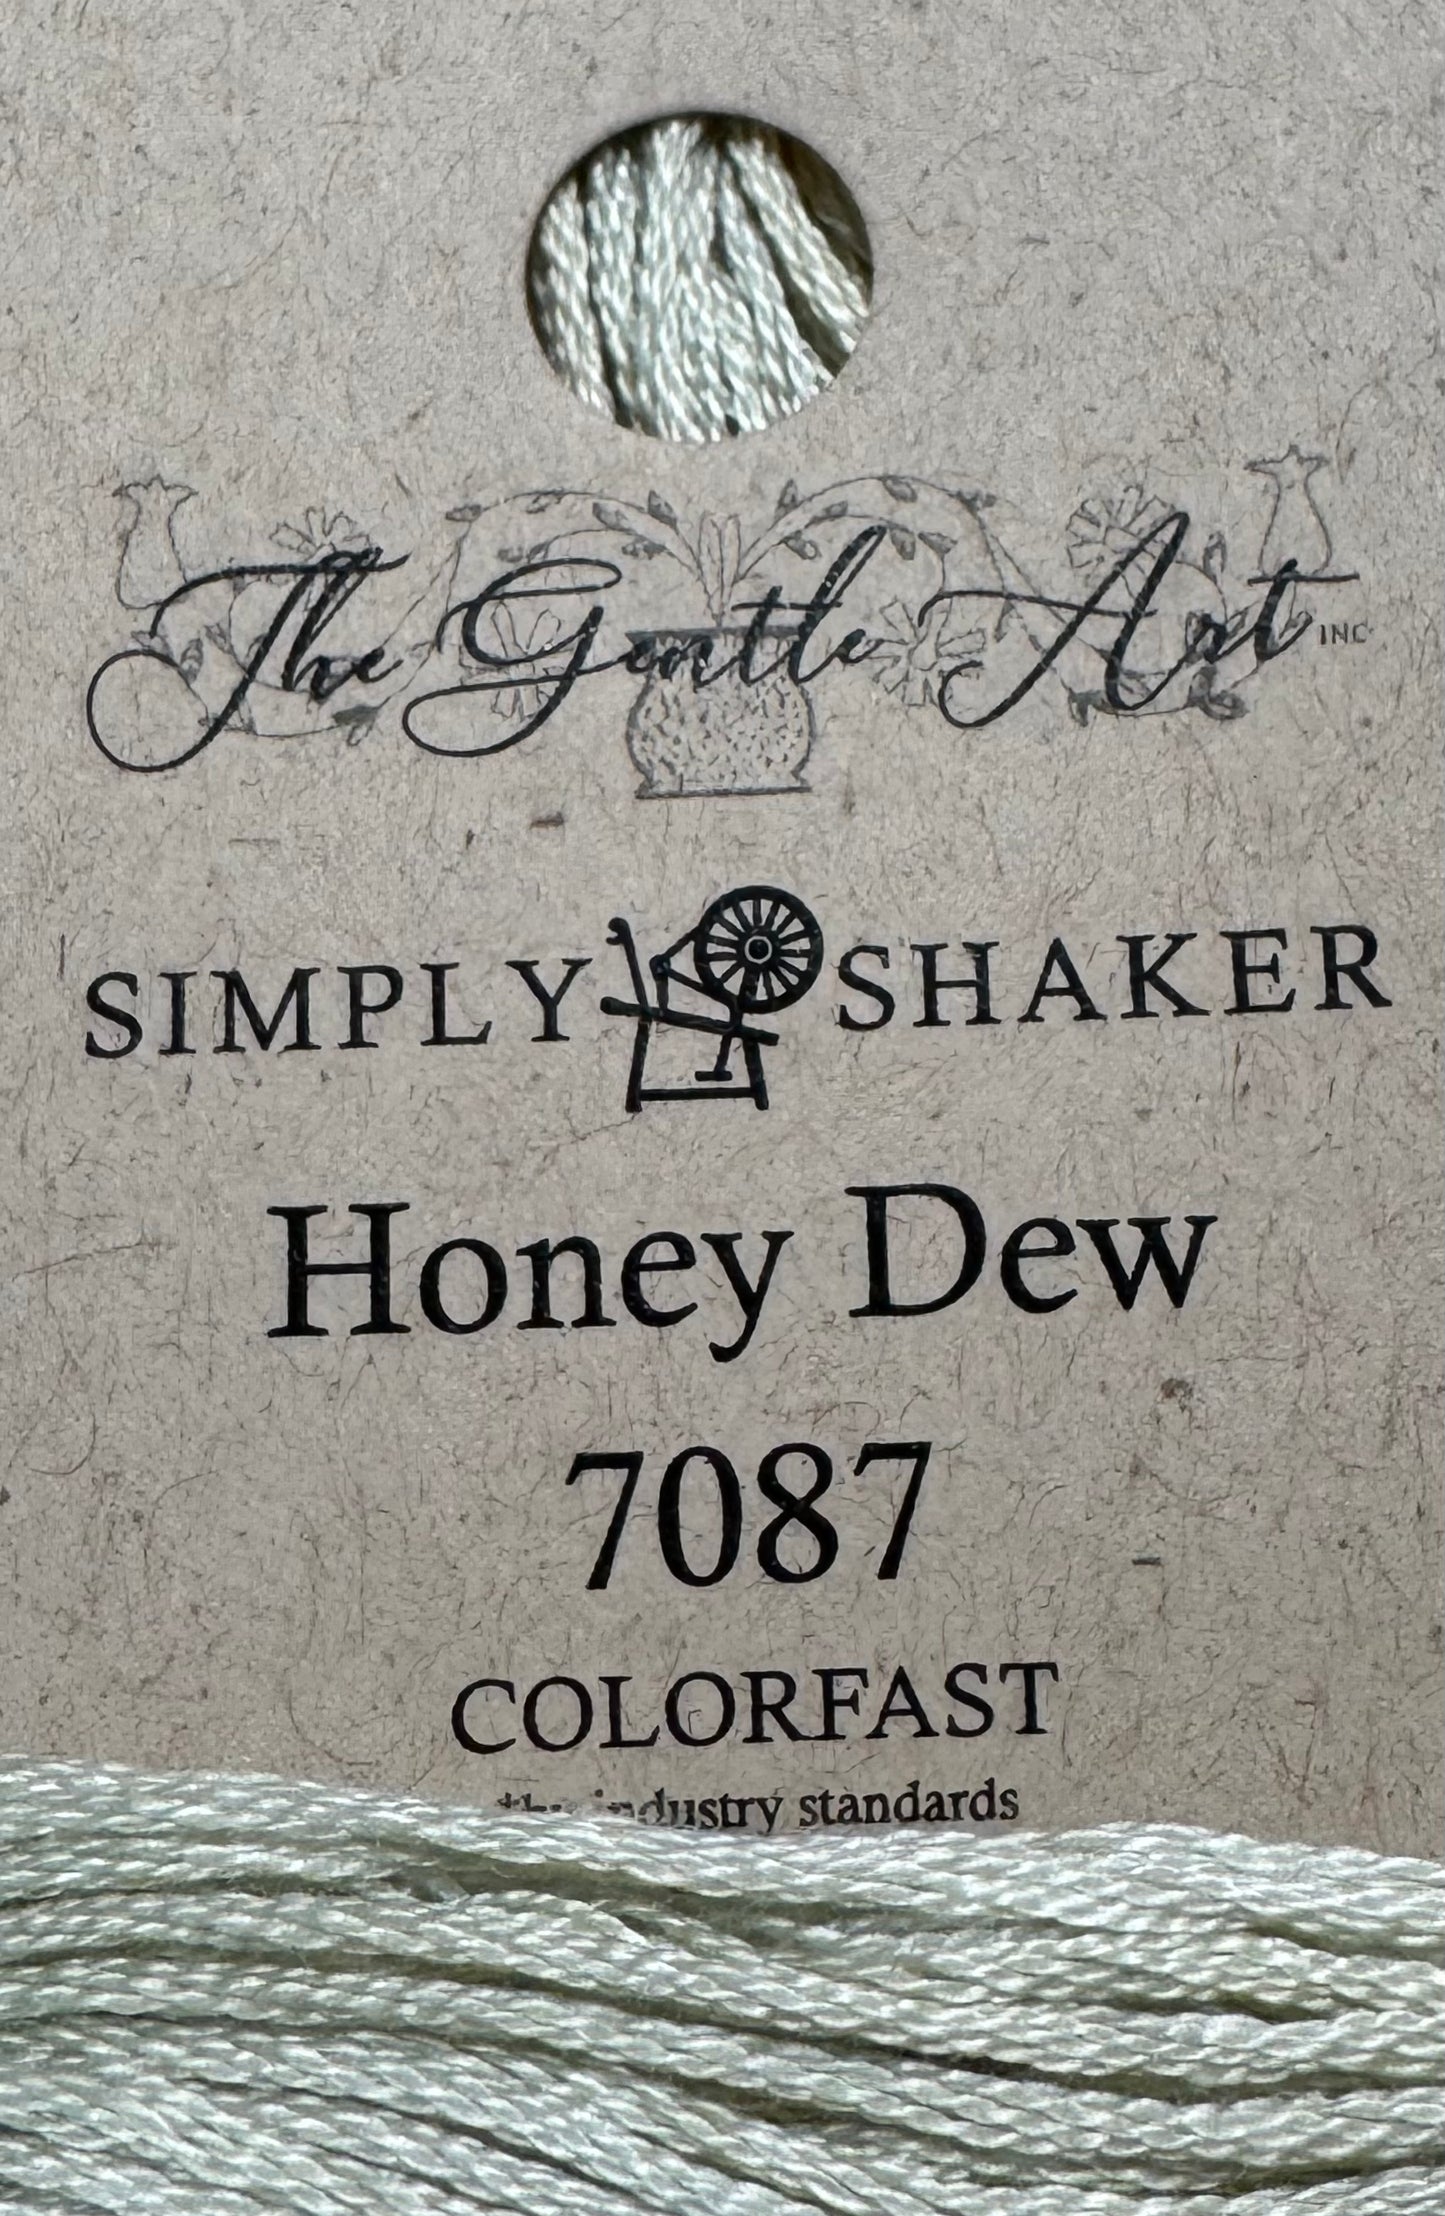 The Gentle Art INC
SIMPLY SHAKER
Honey Dew
7087
COLORFAST
industry standards